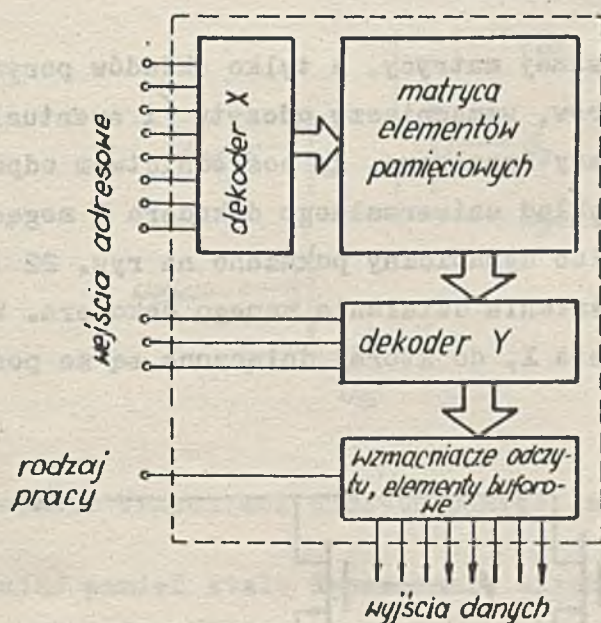 dekoder X
matryca
elementów
pamięciowych
wejścia adresowe
dekoder Y
rodzaj
pracy
wzmacniacze odczy-
tu, elementy buforo-
we
wyjścia danych